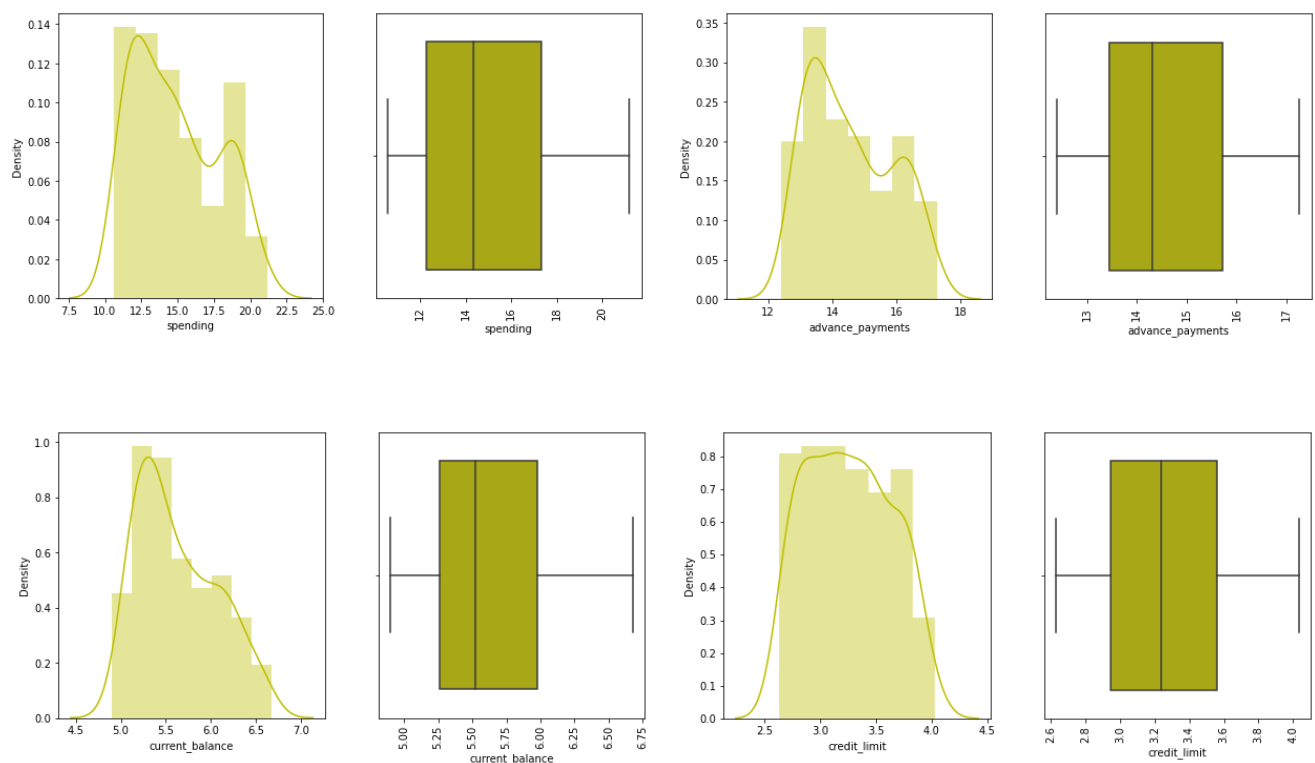 Density
0.14
0.12
0.10
0.08
0.06
0.04
0.02
0.00
7.5 10.0 12.5 15.0 17.5 20.0 22.5 25.0
spending
12 14 16 18 20
spending
Density
0.35
0.30
0.25
0.20
0.15
0.10
0.05
0.00
12 14 16 18
advance_payments
13 14 15 16 17
advance_payments
Density
1.0
0.8
0.6
0.4
0.2
0.0
4.5 5.0 5.5 6.0 6.5 7.0
current_balance
5.00 5.25 5.50 5.75 6.00 6.25 6.50 6.75
current_balance
Density
0.8
0.7
0.6
0.5
0.4
0.3
0.2
0.1
0.0
2.5 3.0 3.5 4.0 4.5
credit_limit
2.6 2.8 3.0 3.2 3.4 3.6 3.8 4.0
credit_limit